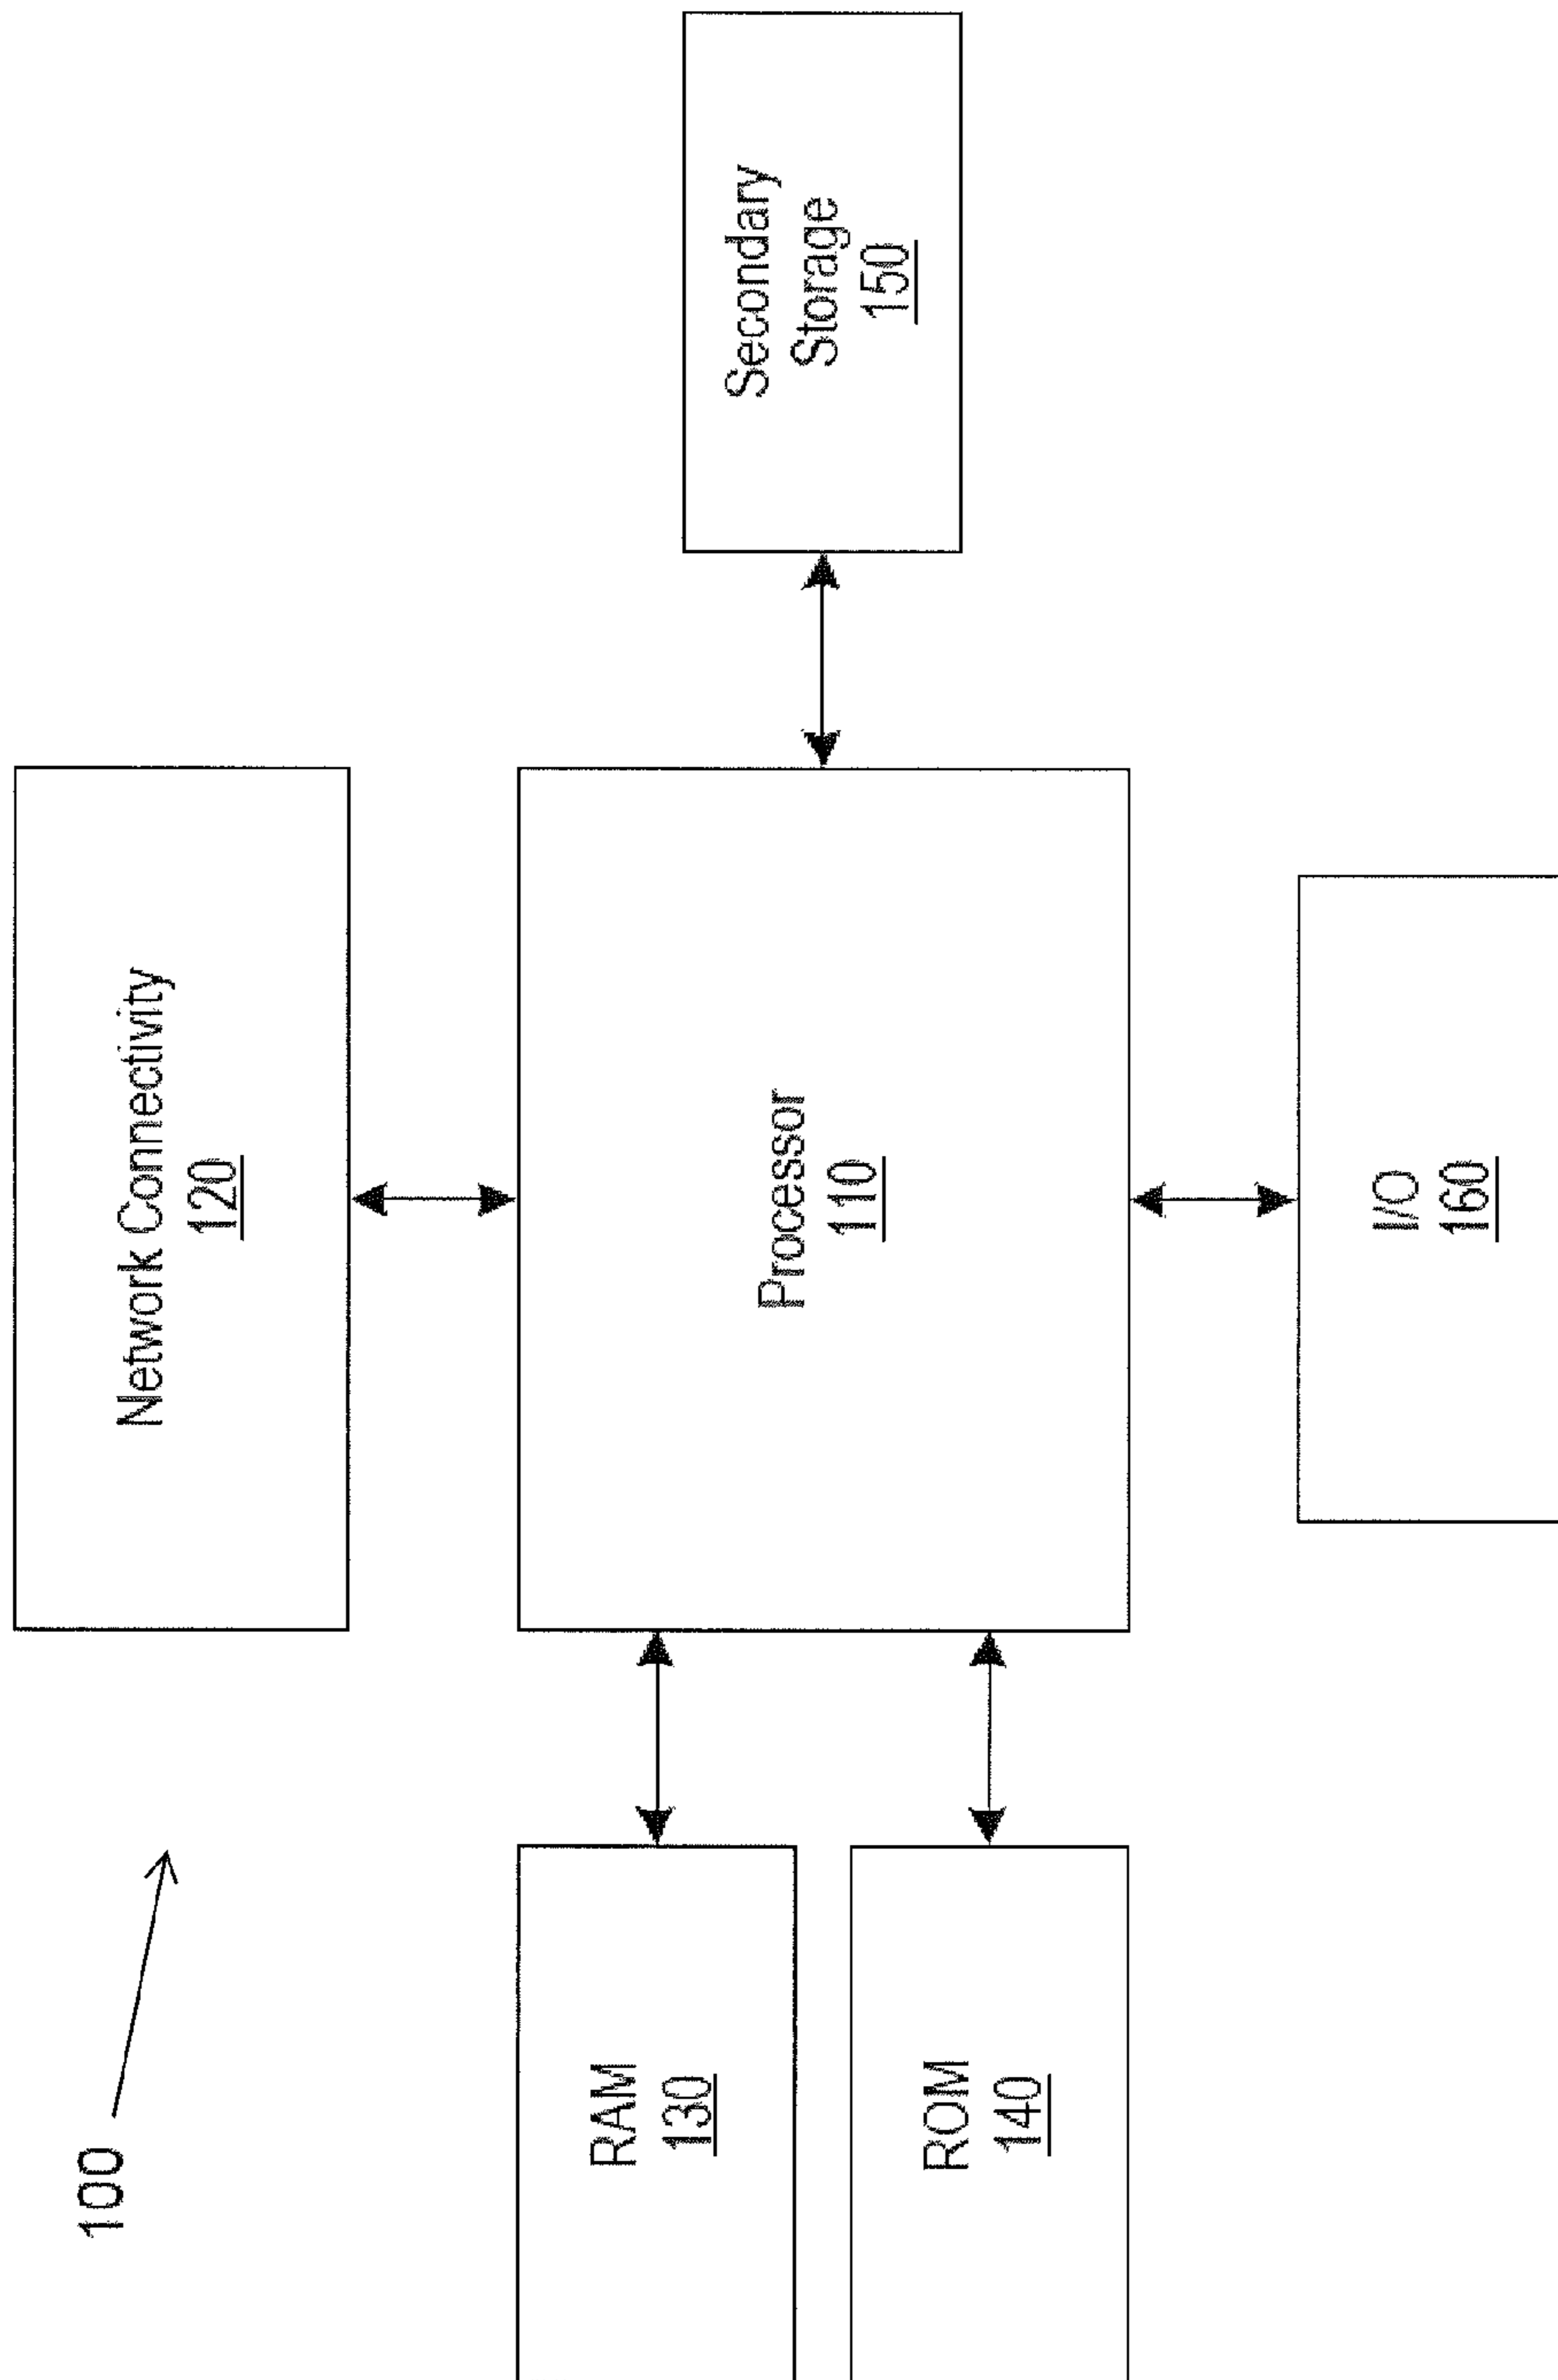 100
Network Connectivity
120
RAM
130
Processor
110
Secondary
Storage
150
ROM
140
I/O
160